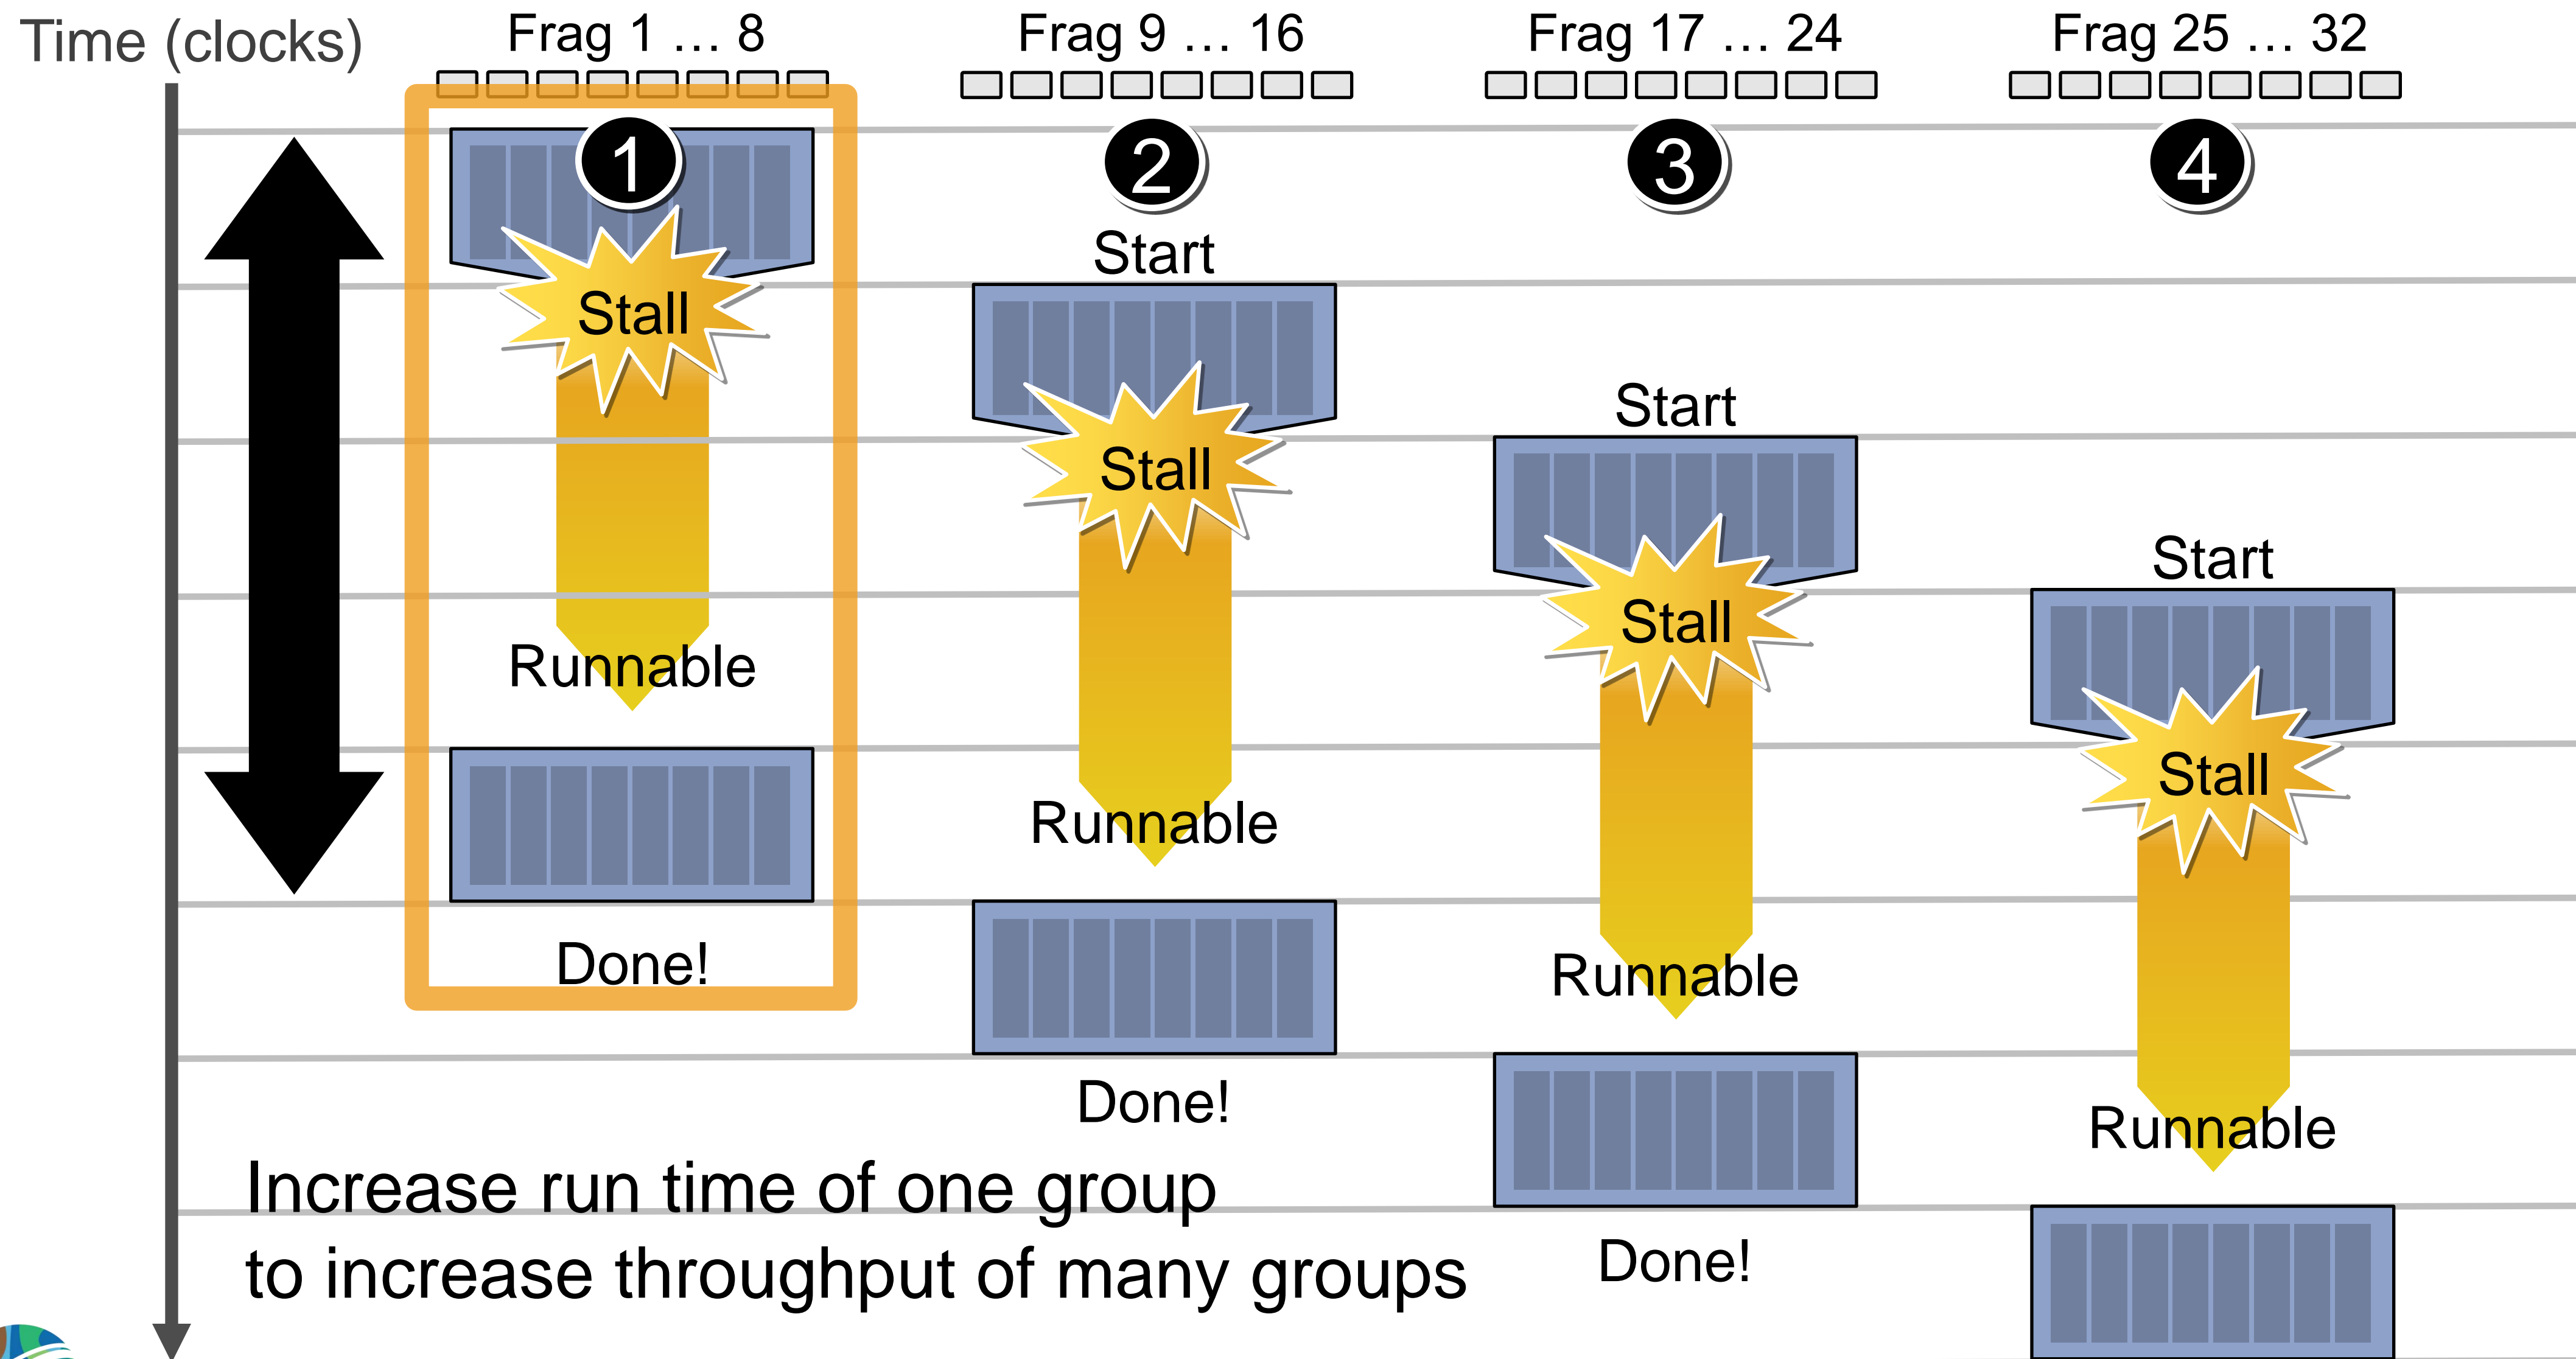 Time (clocks)
Frag 1 … 8
Frag 9 … 16
Frag 17 … 24
Frag 25 … 32
1
2
3
4
Start
Stall
Start
Stall
Start
Stall
Runnable
Stall
Runnable
Done!
Runnable
Done!
Runnable
Increase run time of one group
to increase throughput of many groups
Done!